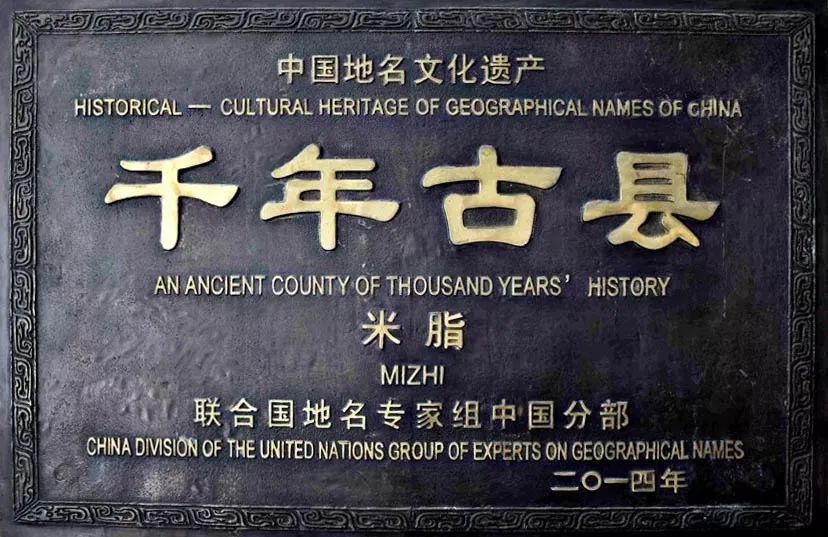 中国地名文化遗产
HISTORICAL — CULTURAL HERITAGE OF GEOGRAPHICAL NAMES OF CHINA
千年古县
AN ANCIENT COUNTY OF THOUSAND YEARS' HISTORY
米脂
MIZHI
联合国地名专家组中国分部
CHINA DIVISION OF THE UNITED NATIONS GROUP OF EXPERTS ON GEOGRAPHICAL NAMES
二〇一四年